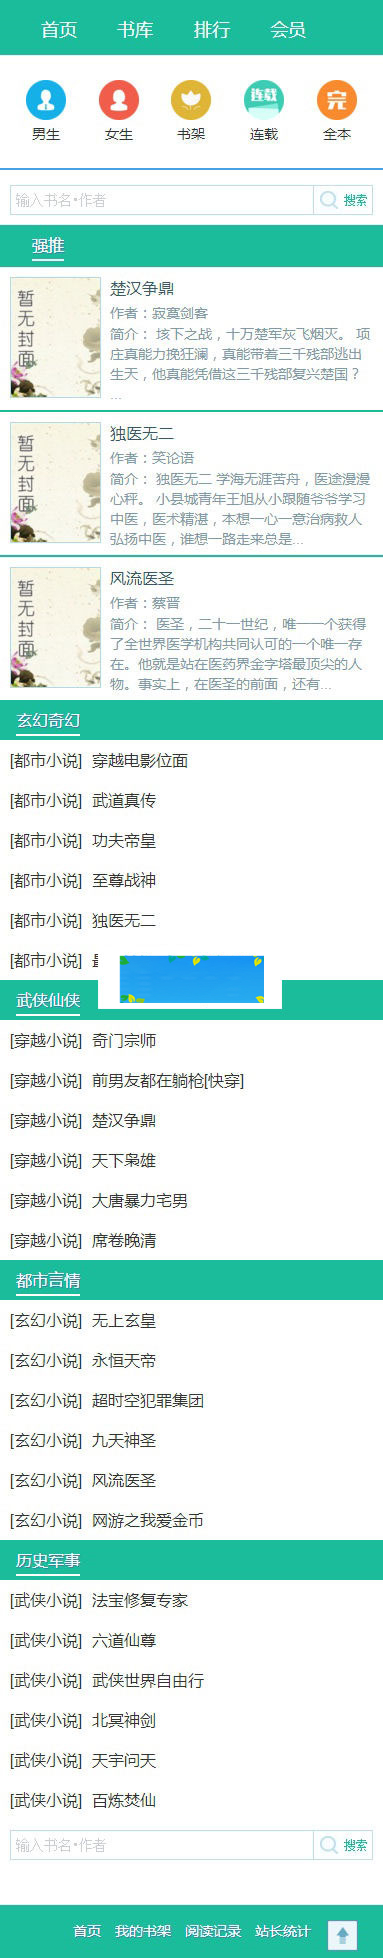 首页 书库 排行 会员
男生 女生 书架 连载 全本
输入书名•作者 搜索
强推
暂无封面
楚汉争鼎
作者：寂寞剑客
简介： 垓下之战，十万楚军灰飞烟灭。 项
庄真能力挽狂澜，真能带着三千残部逃出
生天，他真能凭借这三千残部复兴楚国？
...
暂无封面
独医无二
作者：笑论语
简介： 独医无二 学海无涯苦舟，医途漫漫
心秤。 小县城青年王旭从小跟随爷爷学习
中医，医术精湛，本想一心一意治病救人
弘扬中医，谁想一路走来总是...
暂无封面
风流医圣
作者：蔡晋
简介： 医圣，二十一世纪，唯一一个获得
了全世界医学机构共同认可的一个唯一存
在。他就是站在医药界金字塔最顶尖的人
物。事实上，在医圣的前面，还有...
玄幻奇幻
[都市小说] 穿越电影位面
[都市小说] 武道真传
[都市小说] 功夫帝皇
[都市小说] 至尊战神
[都市小说] 独医无二
[都市小说]
武侠仙侠
[穿越小说] 奇门宗师
[穿越小说] 前男友都在躺枪[快穿]
[穿越小说] 楚汉争鼎
[穿越小说] 天下枭雄
[穿越小说] 大唐暴力宅男
[穿越小说] 席卷晚清
都市言情
[玄幻小说] 无上玄皇
[玄幻小说] 永恒天帝
[玄幻小说] 超时空犯罪集团
[玄幻小说] 九天神圣
[玄幻小说] 风流医圣
[玄幻小说] 网游之我爱金币
历史军事
[武侠小说] 法宝修复专家
[武侠小说] 六道仙尊
[武侠小说] 武侠世界自由行
[武侠小说] 北冥神剑
[武侠小说] 天宇问天
[武侠小说] 百炼焚仙
输入书名•作者 搜索
首页 我的书架 阅读记录 站长统计